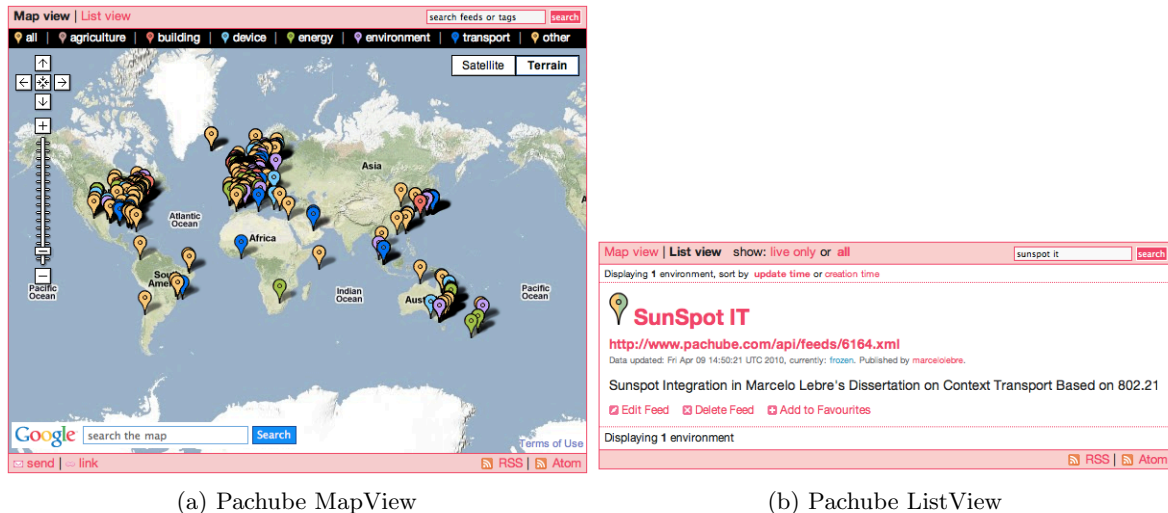 Map view | List view
search feeds or tags
search
all | agriculture | building | device | energy | environment | transport | other
Satellite
Terrain
Asia
Atlantic Ocean
Africa
Pacific Ocean
Indian Ocean
Pacific Ocean
Google
search the map
Search
Terms of Use
send | link
RSS | Atom
(a) Pachube MapView
Map view | List view show: live only or all
sunspot it
search
Displaying 1 environment, sort by update time or creation time
SunSpot IT
http://www.pachube.com/api/feeds/6164.xml
Data updated: Fri Apr 09 14:50:21 UTC 2010, currently: frozen. Published by marcelolebre.
Sunspot Integration in Marcelo Lebre's Dissertation on Context Transport Based on 802.21
Edit Feed Delete Feed Add to Favourites
Displaying 1 environment
RSS | Atom
(b) Pachube ListView